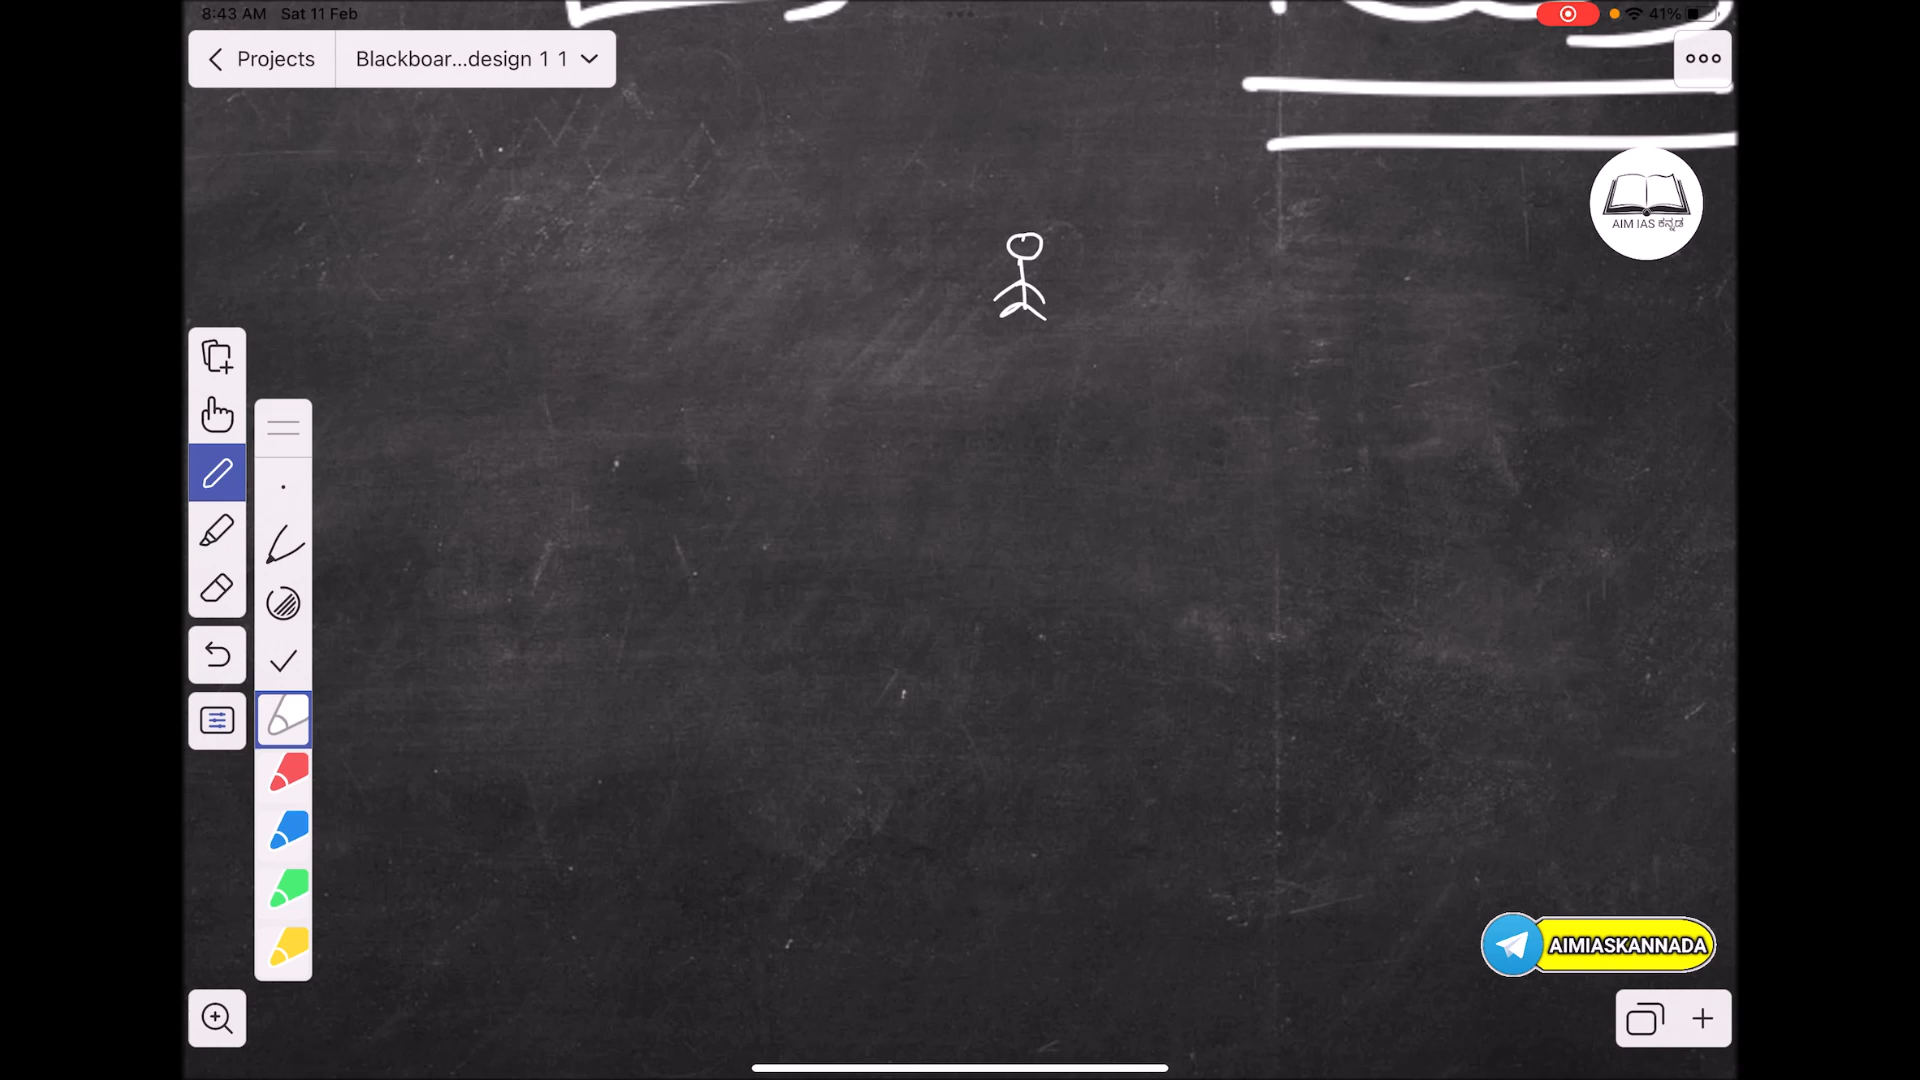 8:43 AM Sat 11 Feb
41%
Projects
Blackboar...design 1 1
AIM IAS ಕನ್ನಡ
AIMIASKANNADA